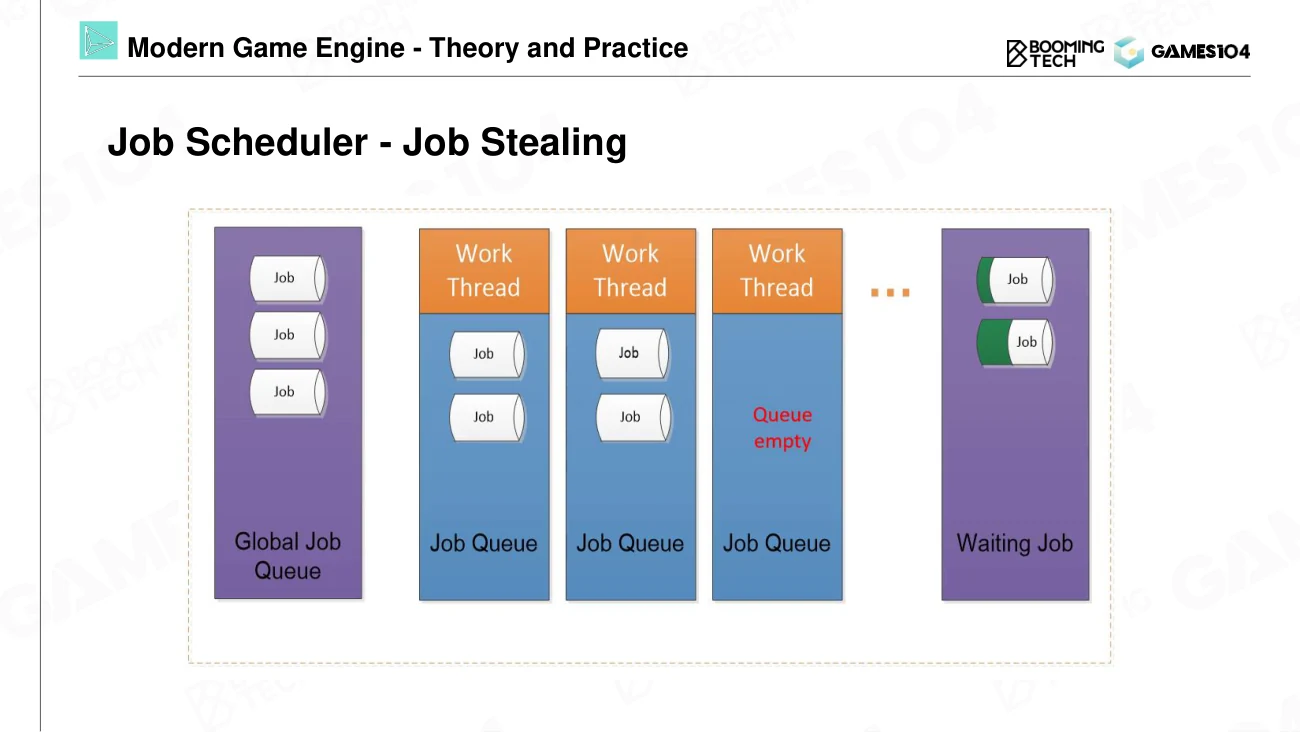 Modern Game Engine - Theory and Practice
BOOMING
TECH
GAMES104
Job Scheduler - Job Stealing
Job
Job
Job
Global Job
Queue
Work
Thread
Job
Job
Job Queue
Work
Thread
Job
Job
Job Queue
Work
Thread
Queue
empty
Job Queue
...
Job
Job
Waiting Job